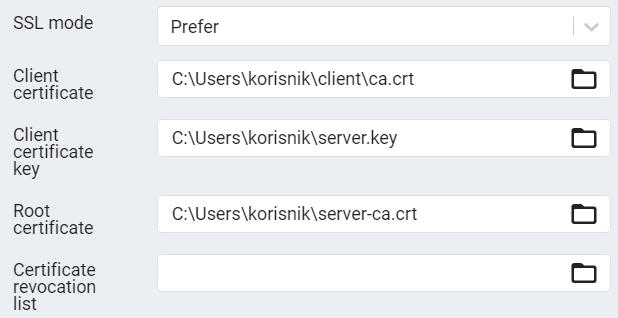 SSL mode
Prefer
Client
certificate
C:\Users\korisnik\client\ca.crt
Client
certificate
key
C:\Users\korisnik\server.key
Root
certificate
C:\Users\korisnik\server-ca.crt
Certificate
revocation
list